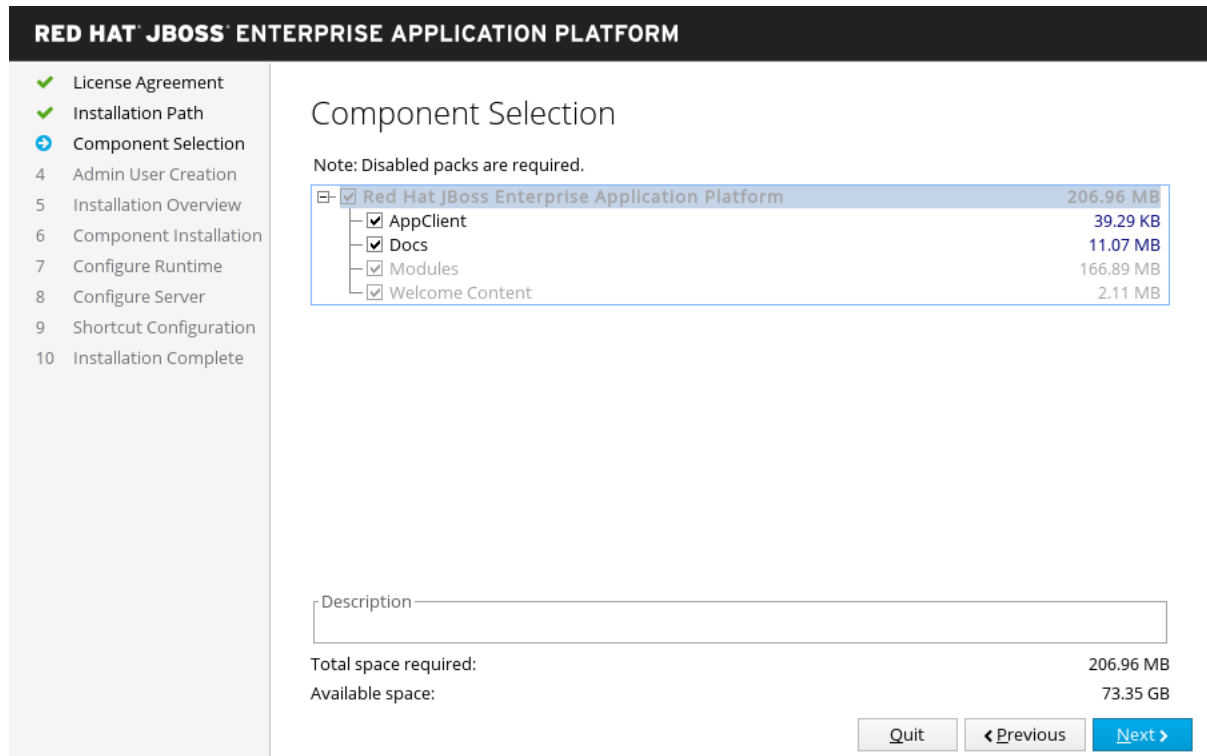 RED HAT® JBOSS® ENTERPRISE APPLICATION PLATFORM
License Agreement
Installation Path
Component Selection
4 Admin User Creation
5 Installation Overview
6 Component Installation
7 Configure Runtime
8 Configure Server
9 Shortcut Configuration
10 Installation Complete
Component Selection
Note: Disabled packs are required.
Red Hat JBoss Enterprise Application Platform 206.96 MB
AppClient 39.29 KB
Docs 11.07 MB
Modules 166.89 MB
Welcome Content 2.11 MB
Description
Total space required: 206.96 MB
Available space: 73.35 GB
Quit Previous Next